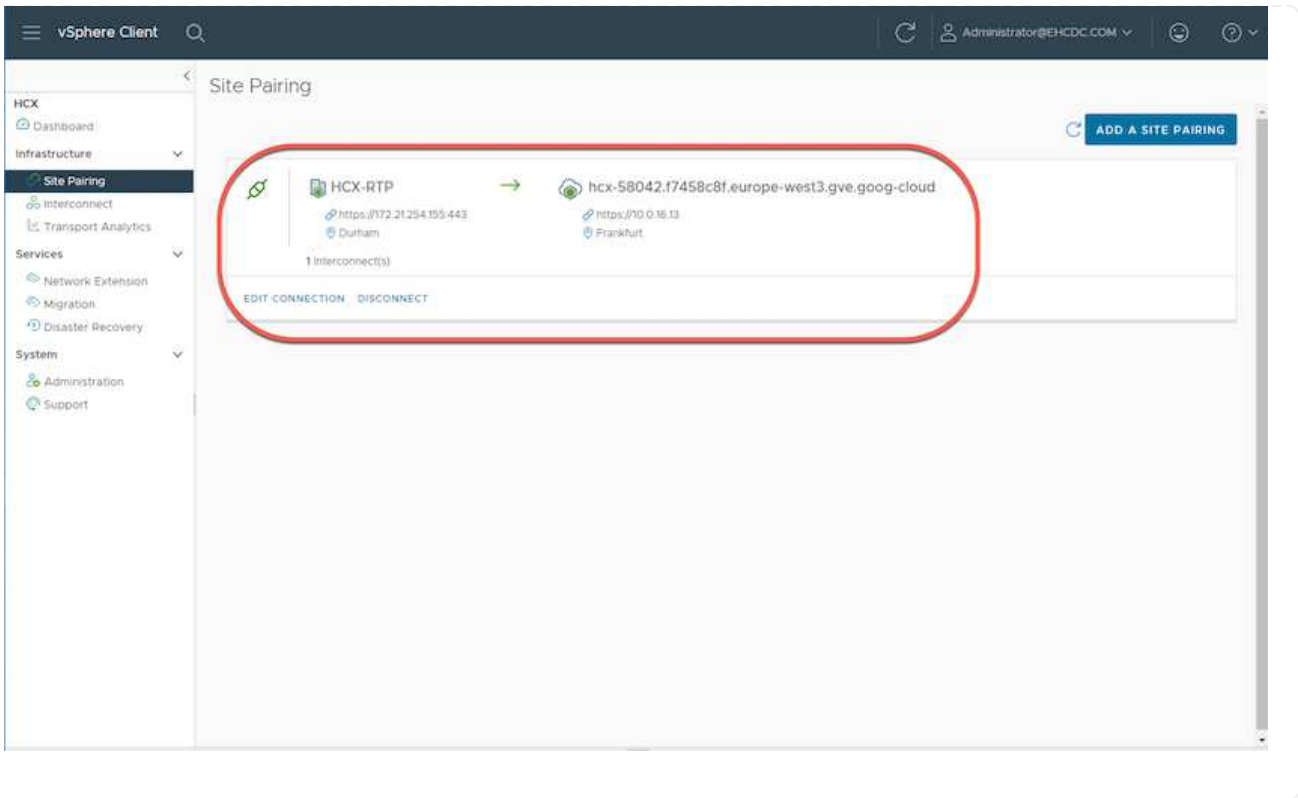 vSphere Client
Administrator@EHCDC.COM
Site Pairing
HCX
Dashboard
Infrastructure
Site Pairing
Interconnect
Transport Analytics
Services
Network Extension
Migration
Disaster Recovery
System
Administration
Support
ADD A SITE PAIRING
HCX-RTP
https://172.21.254.155:443
Durham
1 Interconnect(s)
hcx-58042.f7458c8f.europe-west3.gve.goog-cloud
https://10.0.16.13
Frankfurt
EDIT CONNECTION DISCONNECT